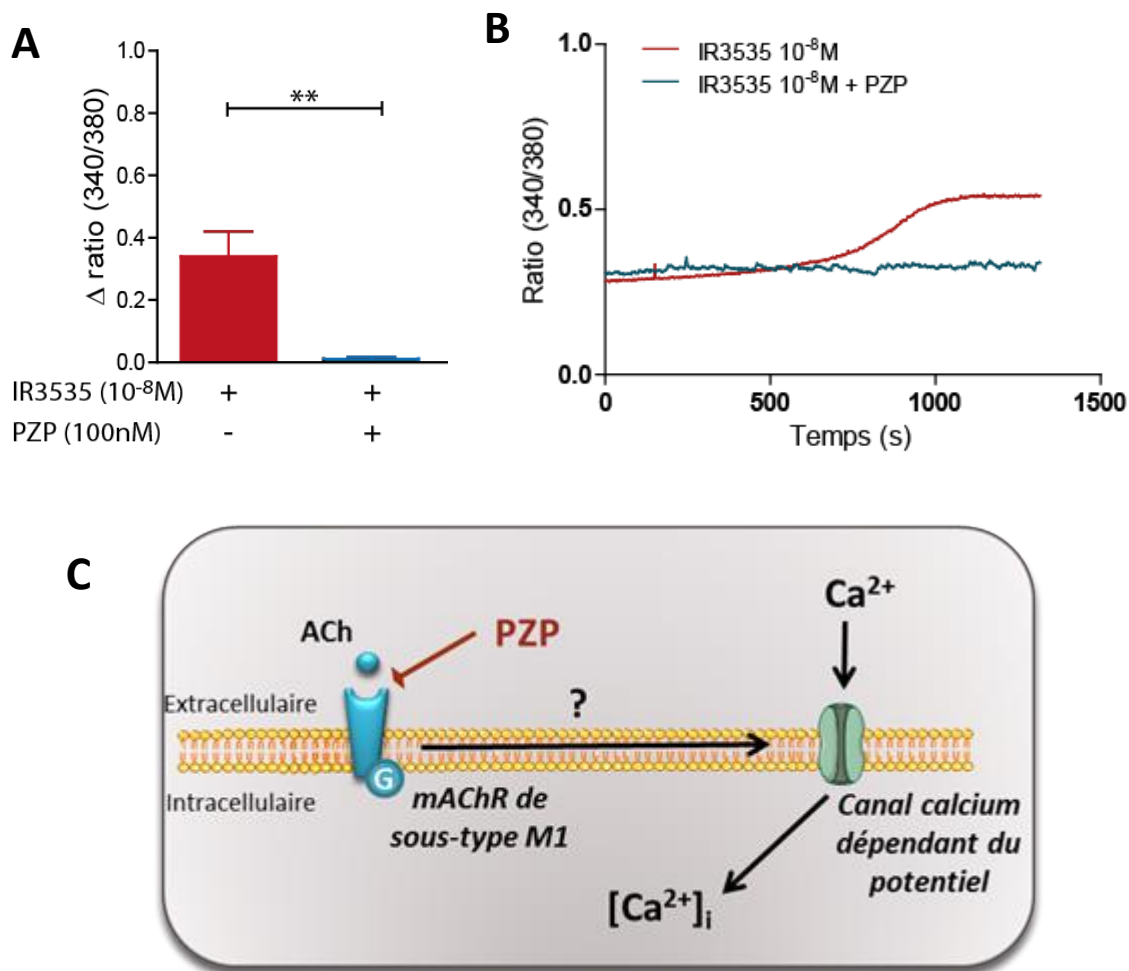 A
1.0
0.8
0.6
0.4
0.2
0.0
Δ ratio (340/380)
**
IR3535 (10⁻⁸M) + +
PZP (100nM) - +
B
IR3535 10⁻⁸M
IR3535 10⁻⁸M + PZP
1.0
0.5
0.0
Ratio (340/380)
0 500 1000 1500
Temps (s)
C
ACh
PZP
Ca²⁺
Extracellulaire
?
Intracellulaire
G
mAChR de
sous-type M1
Canal calcium
dépendant du
potentiel
[Ca²⁺]ᵢ